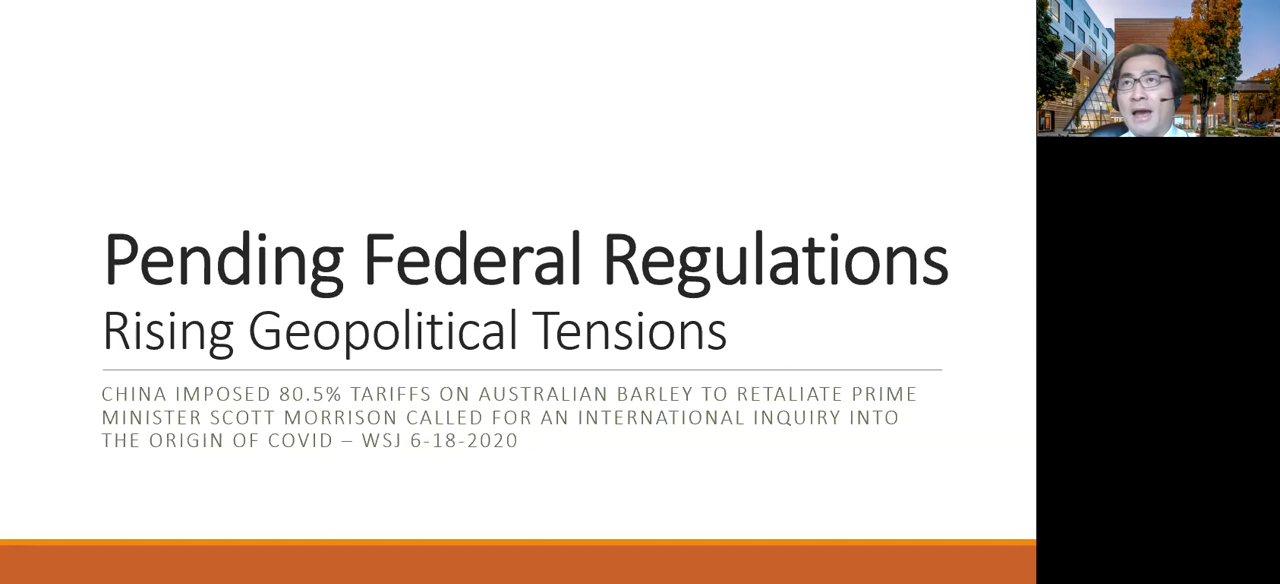 Pending Federal Regulations
Rising Geopolitical Tensions
CHINA IMPOSED 80.5% TARIFFS ON AUSTRALIAN BARLEY TO RETALIATE PRIME
MINISTER SCOTT MORRISON CALLED FOR AN INTERNATIONAL INQUIRY INTO
THE ORIGIN OF COVID – WSJ 6-18-2020